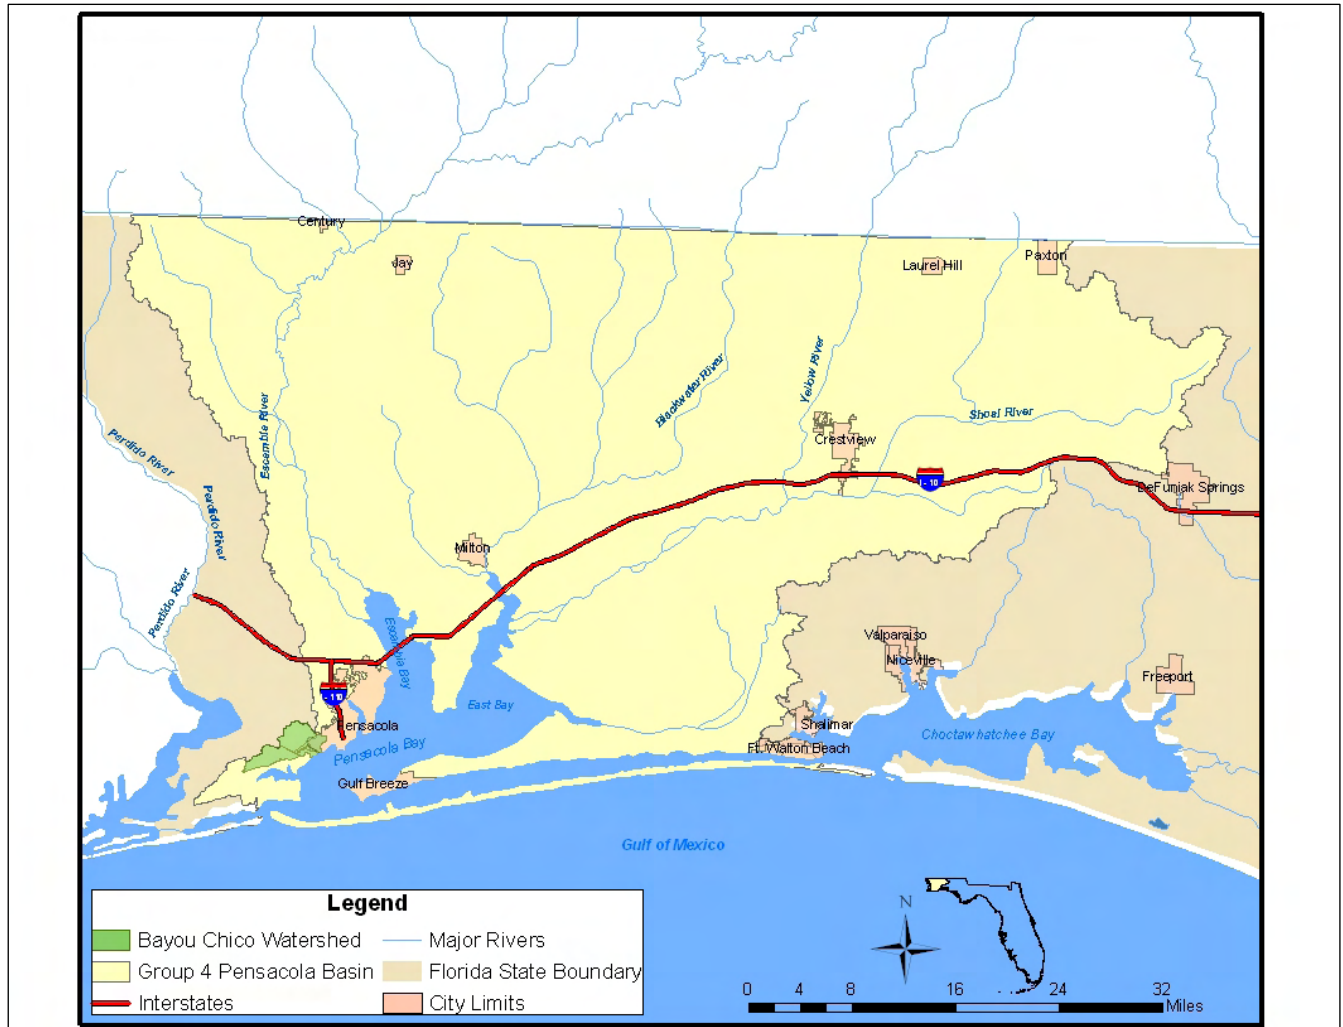 Century
Jay
Laurel Hill
Paxton
Escambia River
Blackwater River
Yellow River
Shoal River
Crestview
I-10
DeFuniak Springs
Perdido River
Perdido River
Perdido River
Milton
Escambia Bay
East Bay
Valparaiso
Niceville
Freeport
- 110
Pensacola
Pensacola Bay
Gulf Breeze
Shalimar
Ft. Walton Beach
Choctawhatchee Bay
Gulf of Mexico
Legend
Bayou Chico Watershed
Major Rivers
Group 4 Pensacola Basin
Florida State Boundary
Interstates
City Limits
N
0 4 8 16 24 32
Miles